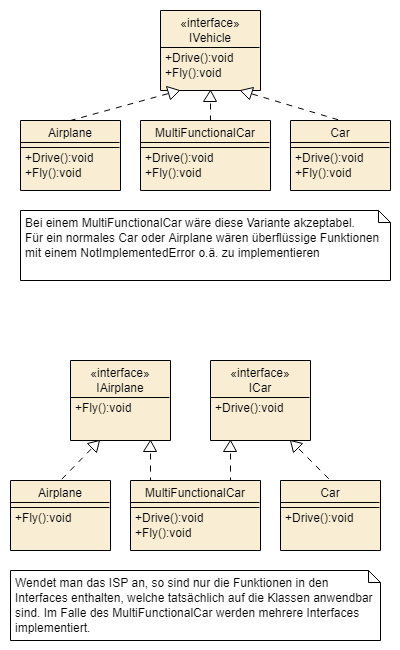 «interface»
IVehicle
+Drive():void
+Fly():void
Airplane
+Drive():void
+Fly():void
MultiFunctionalCar
+Drive():void
+Fly():void
Car
+Drive():void
+Fly():void
Bei einem MultiFunctionalCar wäre diese Variante akzeptabel.
Für ein normales Car oder Airplane wären überflüssige Funktionen
mit einem NotImplementedError o.ä. zu implementieren
«interface»
IAirplane
+Fly():void
«interface»
ICar
+Drive():void
Airplane
+Fly():void
MultiFunctionalCar
+Drive():void
+Fly():void
Car
+Drive():void
Wendet man das ISP an, so sind nur die Funktionen in den
Interfaces enthalten, welche tatsächlich auf die Klassen anwendbar
sind. Im Falle des MultiFunctionalCar werden mehrere Interfaces
implementiert.